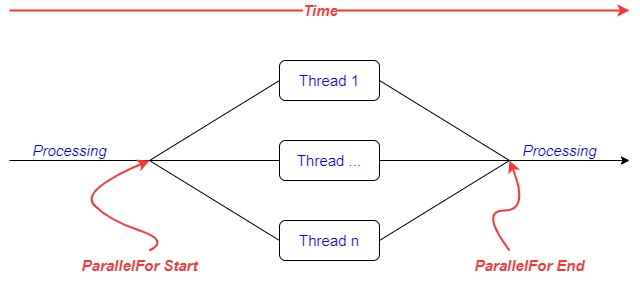 Time
Thread 1
Processing
Thread ...
Processing
Thread n
ParallelFor Start
ParallelFor End